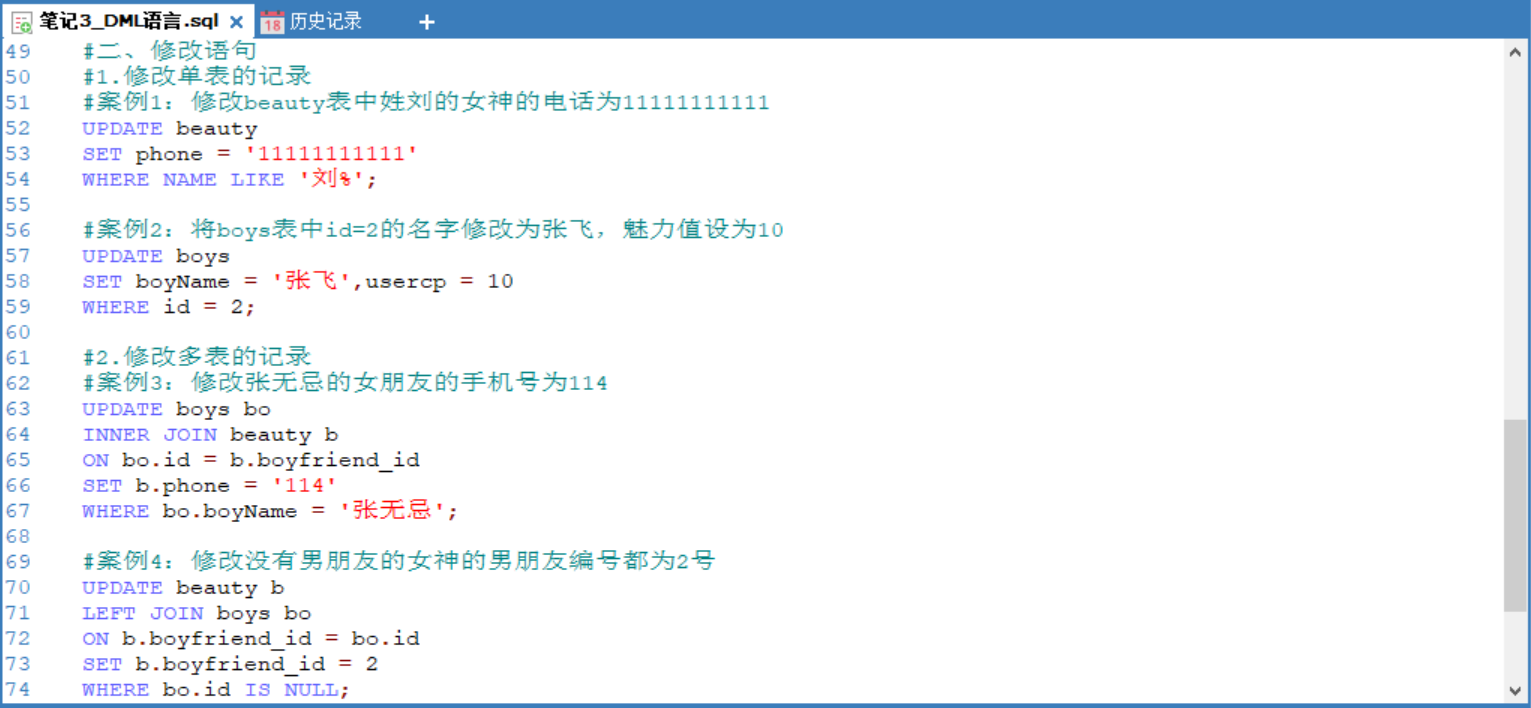 笔记3_DML语言.sql × 18 历史记录 +
49 #二、修改语句
50 #1.修改单表的记录
51 #案例1：修改beauty表中姓刘的女神的电话为11111111111
52 UPDATE beauty
53 SET phone = '11111111111'
54 WHERE NAME LIKE '刘%';
55
56 #案例2：将boys表中id=2的名字修改为张飞，魅力值设为10
57 UPDATE boys
58 SET boyName = '张飞',usercp = 10
59 WHERE id = 2;
60
61 #2.修改多表的记录
62 #案例3：修改张无忌的女朋友的手机号为114
63 UPDATE boys bo
64 INNER JOIN beauty b
65 ON bo.id = b.boyfriend_id
66 SET b.phone = '114'
67 WHERE bo.boyName = '张无忌';
68
69 #案例4：修改没有男朋友的女神的男朋友编号都为2号
70 UPDATE beauty b
71 LEFT JOIN boys bo
72 ON b.boyfriend_id = bo.id
73 SET b.boyfriend_id = 2
74 WHERE bo.id IS NULL;